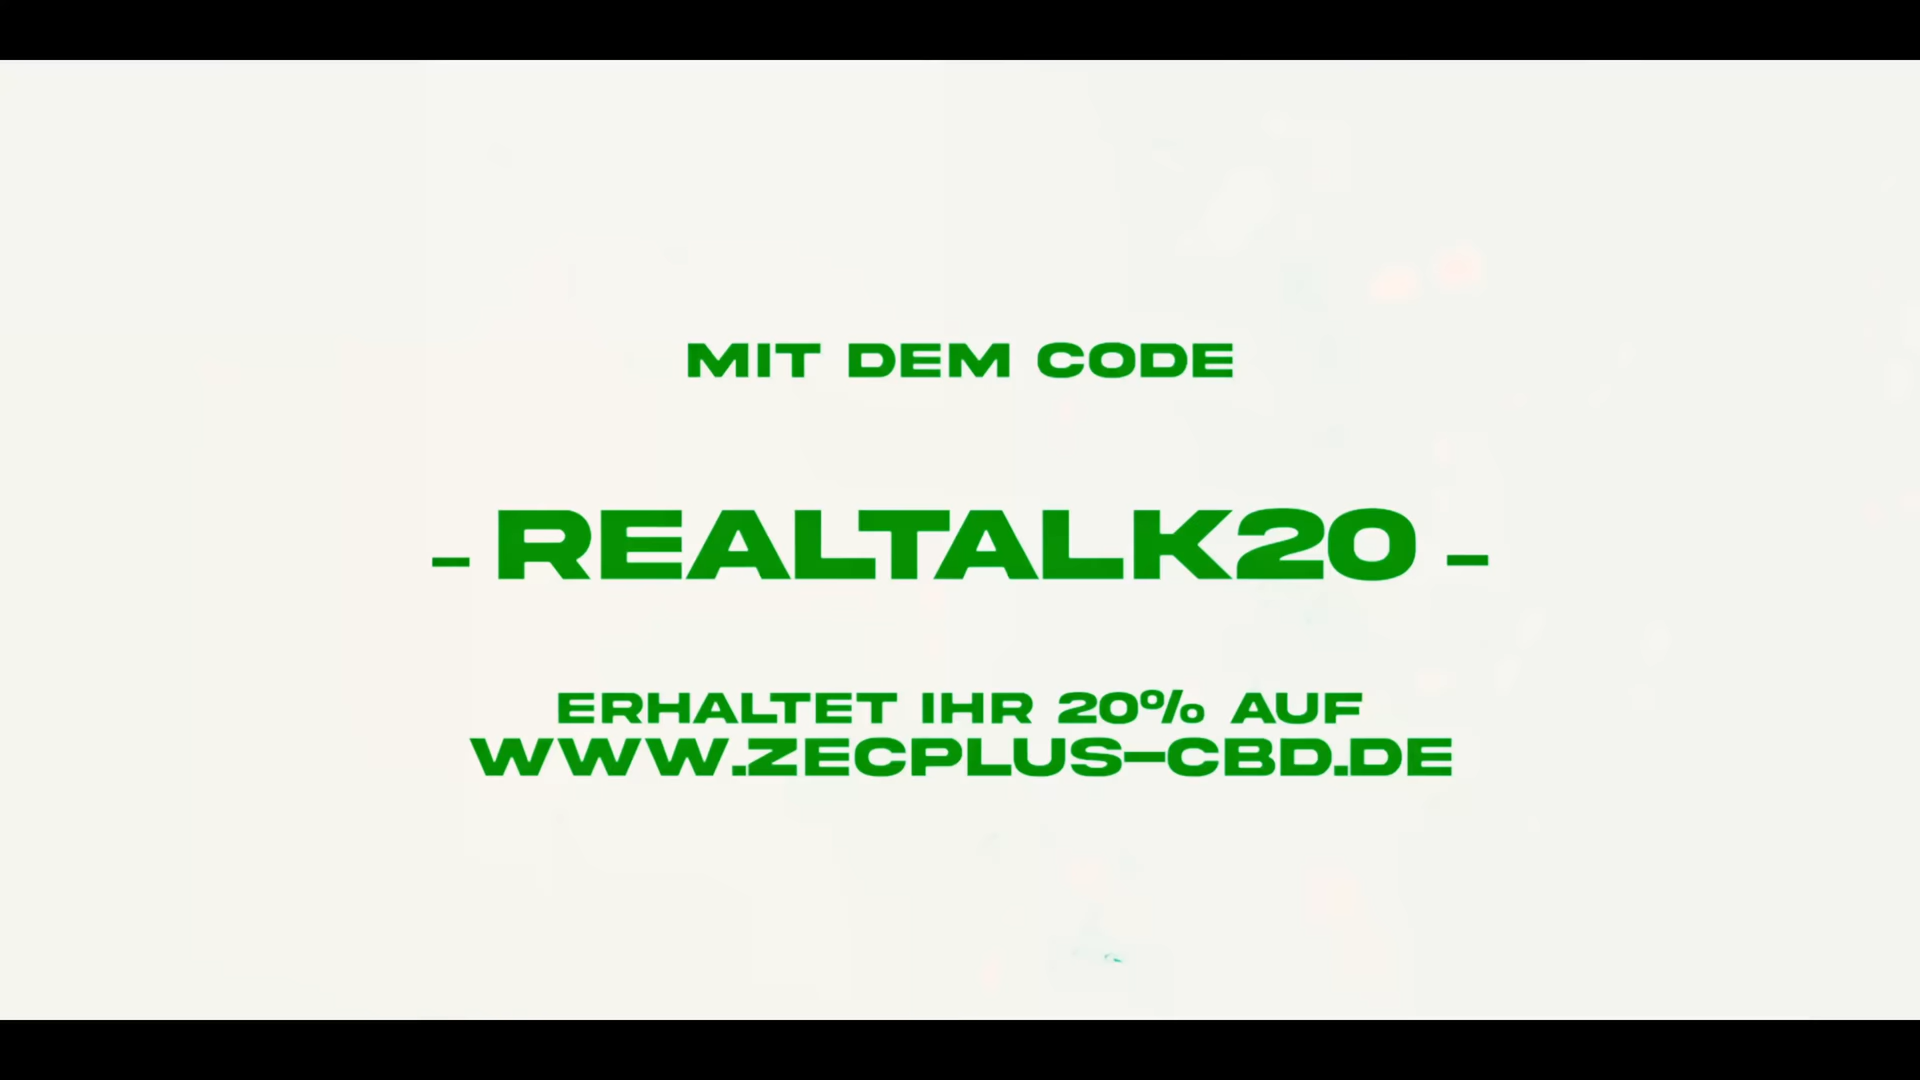 MIT DEM CODE
- REALTALK20 -
ERHALTET IHR 20% AUF
WWW.ZECPLUS-CBD.DE